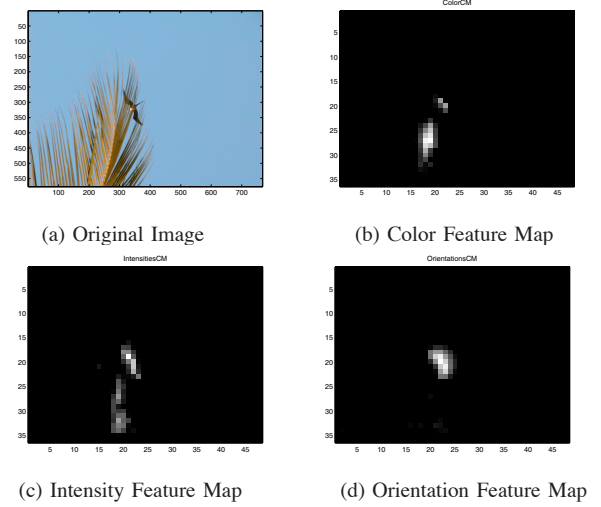 ColorCM
50
100
150
200
250
300
350
400
450
500
550
100 200 300 400 500 600 700
5
10
15
20
25
30
35
5 10 15 20 25 30 35 40 45
(a) Original Image
(b) Color Feature Map
IntensitiesCM
OrientationsCM
5
10
15
20
25
30
35
5 10 15 20 25 30 35 40 45
5
10
15
20
25
30
35
5 10 15 20 25 30 35 40 45
(c) Intensity Feature Map
(d) Orientation Feature Map